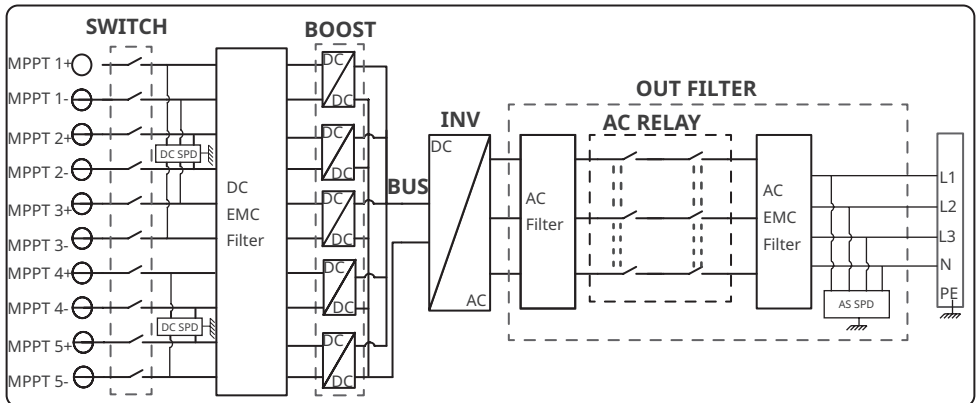 SWITCH
BOOST
MPPT 1+
MPPT 1-
MPPT 2+
MPPT 2-
MPPT 3+
MPPT 3-
MPPT 4+
MPPT 4-
MPPT 5+
MPPT 5-
DC SPD
DC SPD
DC
EMC
Filter
DC
DC
DC
DC
DC
DC
DC
DC
DC
DC
BUS
INV
DC
AC
OUT FILTER
AC RELAY
AC
Filter
AC
EMC
Filter
AS SPD
L1
L2
L3
N
PE